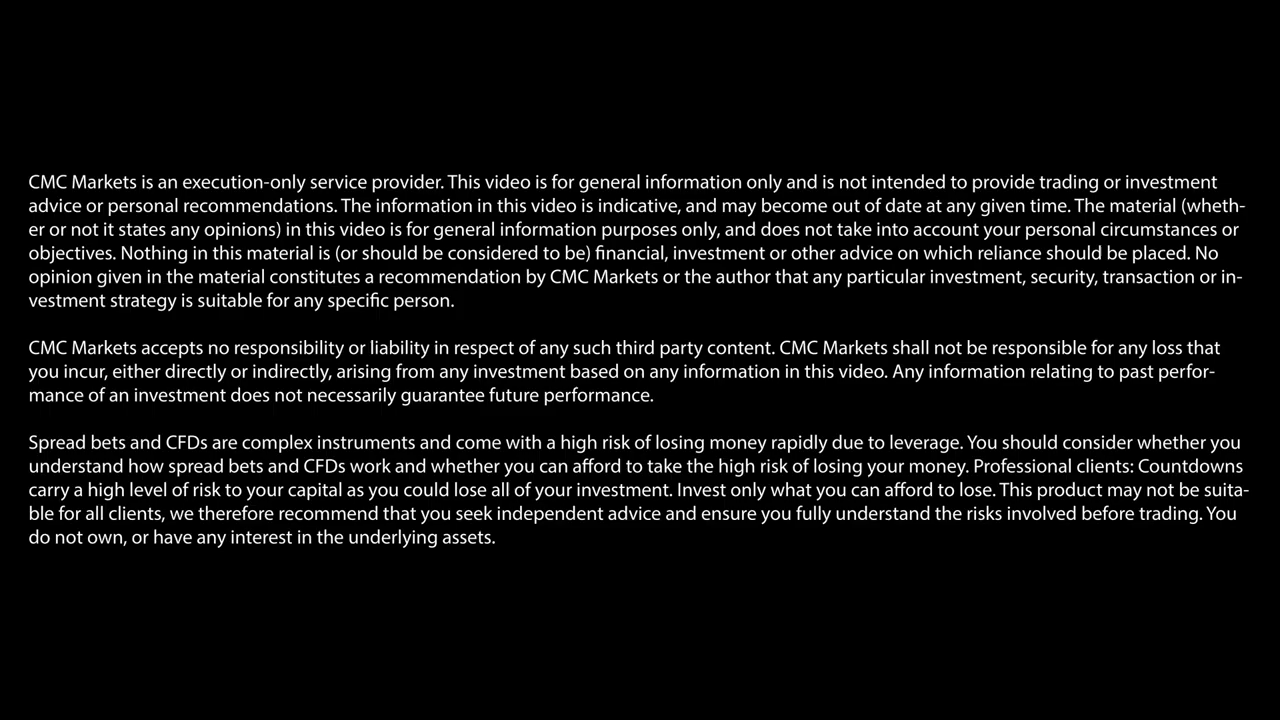 CMC Markets is an execution-only service provider. This video is for general information only and is not intended to provide trading or investment
advice or personal recommendations. The information in this video is indicative, and may become out of date at any given time. The material (wheth-
er or not it states any opinions) in this video is for general information purposes only, and does not take into account your personal circumstances or
objectives. Nothing in this material is (or should be considered to be) financial, investment or other advice on which reliance should be placed. No
opinion given in the material constitutes a recommendation by CMC Markets or the author that any particular investment, security, transaction or in-
vestment strategy is suitable for any specific person.
CMC Markets accepts no responsibility or liability in respect of any such third party content. CMC Markets shall not be responsible for any loss that
you incur, either directly or indirectly, arising from any investment based on any information in this video. Any information relating to past perfor-
mance of an investment does not necessarily guarantee future performance.
Spread bets and CFDs are complex instruments and come with a high risk of losing money rapidly due to leverage. You should consider whether you
understand how spread bets and CFDs work and whether you can afford to take the high risk of losing your money. Professional clients: Countdowns
carry a high level of risk to your capital as you could lose all of your investment. Invest only what you can afford to lose. This product may not be suita-
ble for all clients, we therefore recommend that you seek independent advice and ensure you fully understand the risks involved before trading. You
do not own, or have any interest in the underlying assets.